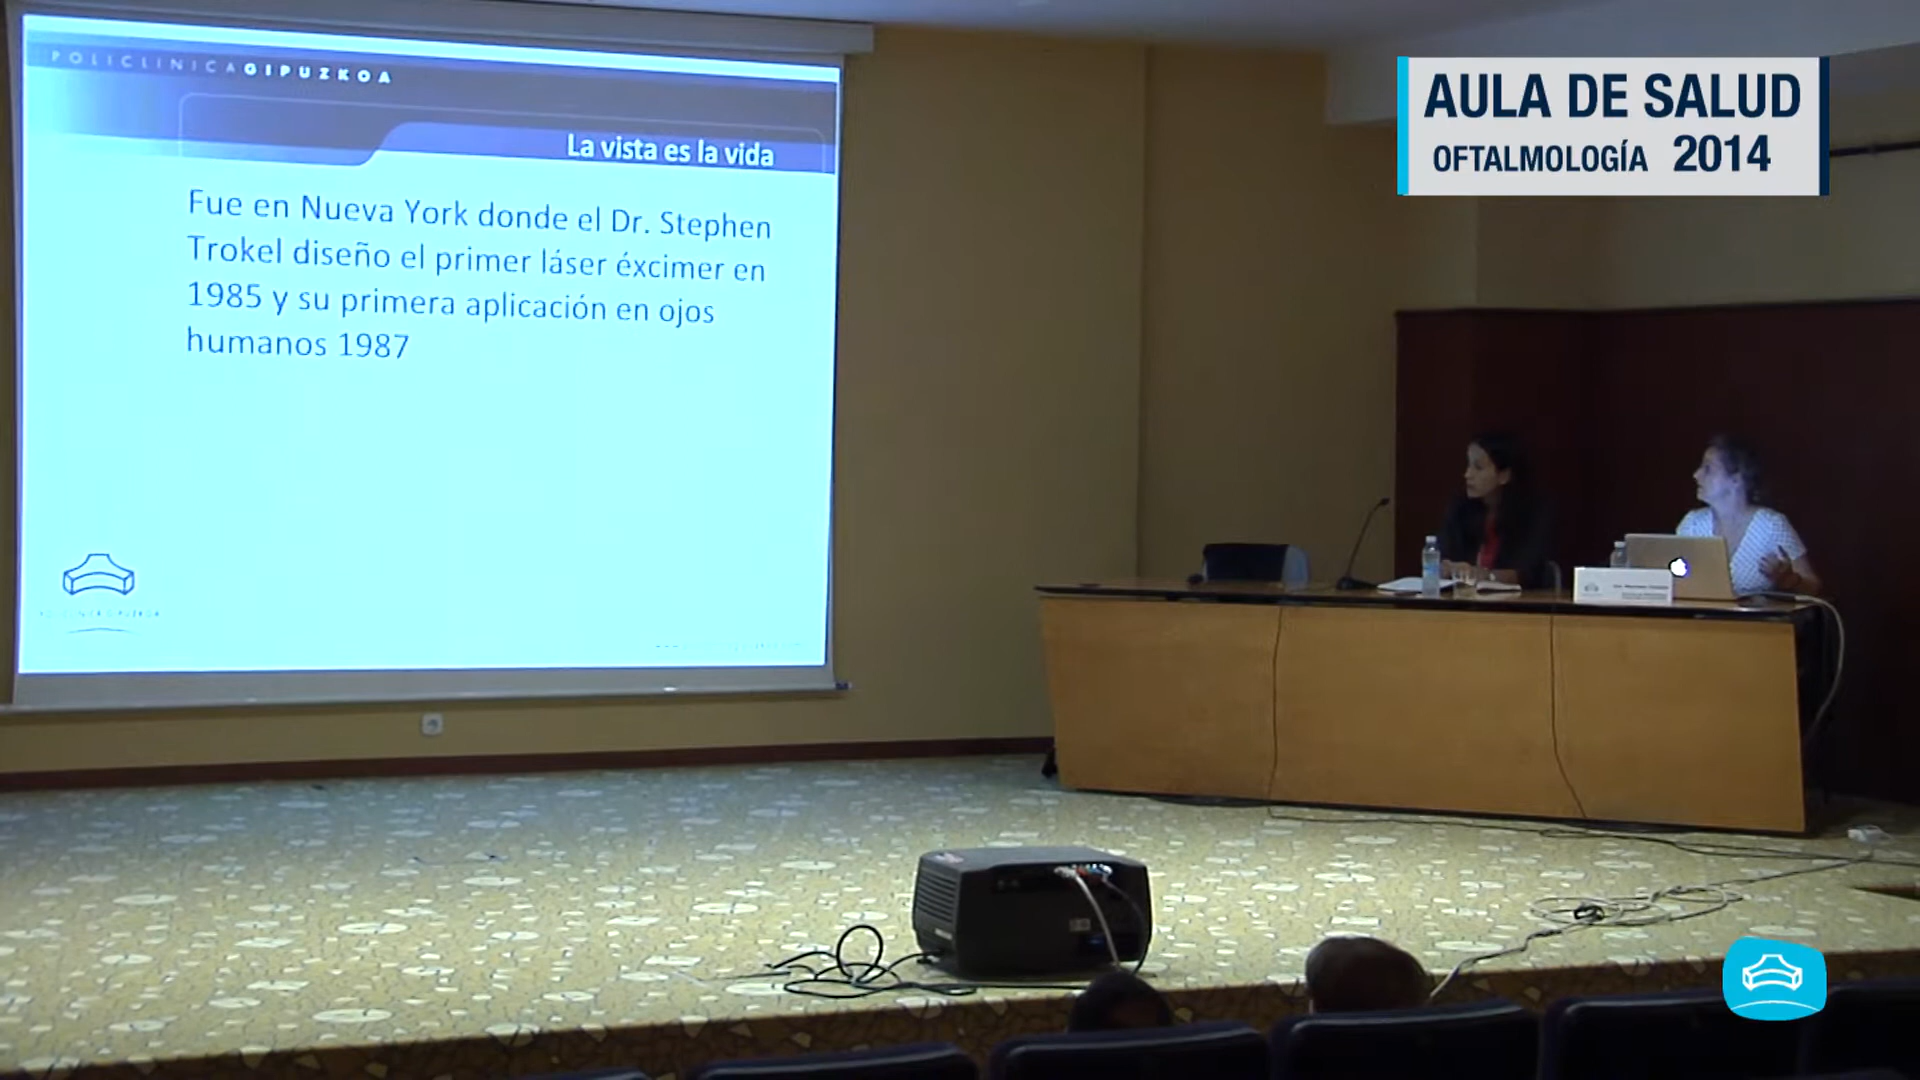 POLICLINICAGIPUZKOA
La vista es la vida
Fue en Nueva York donde el Dr. Stephen
Trokel diseño el primer láser éxcimer en
1985 y su primera aplicación en ojos
humanos 1987
POLICLINICA GIPUZKOA
AULA DE SALUD
OFTALMOLOGÍA 2014